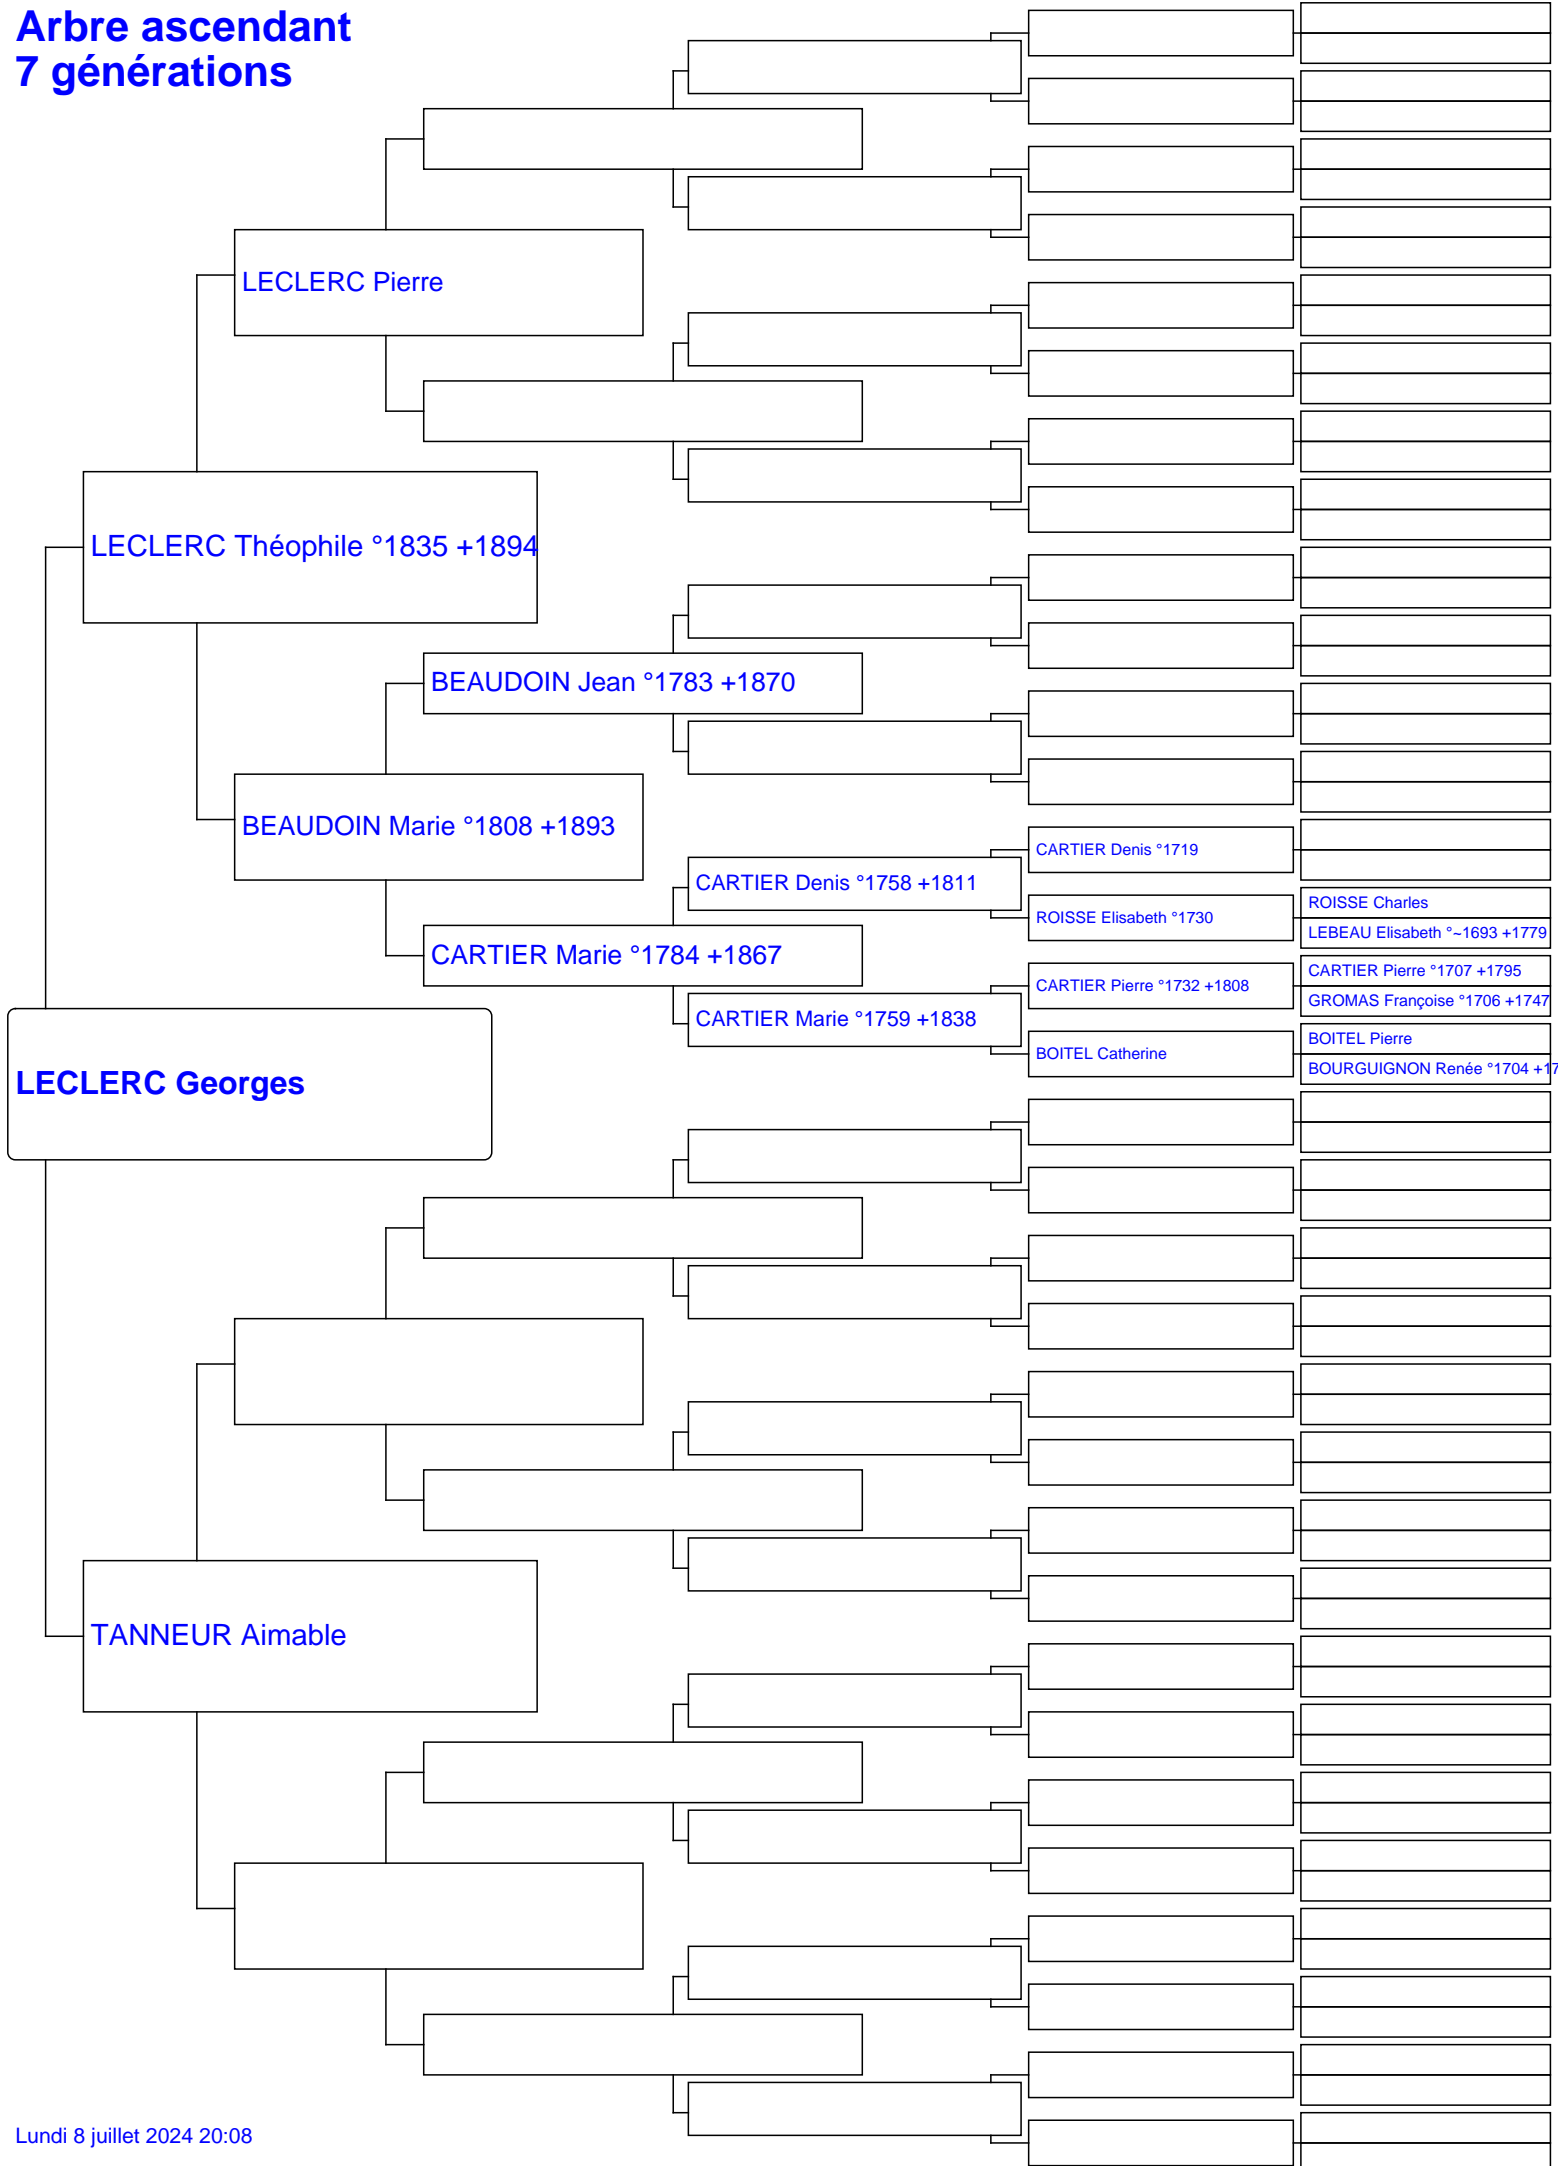 Arbre ascendant
7 générations
LECLERC Pierre
LECLERC Théophile °1835 +1894
BEAUDOIN Jean °1783 +1870
BEAUDOIN Marie °1808 +1893
CARTIER Denis °1719
CARTIER Denis °1758 +1811
ROISSE Charles
ROISSE Elisabeth °1730
LEBEAU Elisabeth °~1693 +1779
CARTIER Marie °1784 +1867
CARTIER Pierre °1707 +1795
CARTIER Pierre °1732 +1808
GROMAS Françoise °1706 +1747
CARTIER Marie °1759 +1838
BOITEL Pierre
BOITEL Catherine
BOURGUIGNON Renée °1704
LECLERC Georges
TANNEUR Aimable
Lundi 8 juillet 2024 20:08